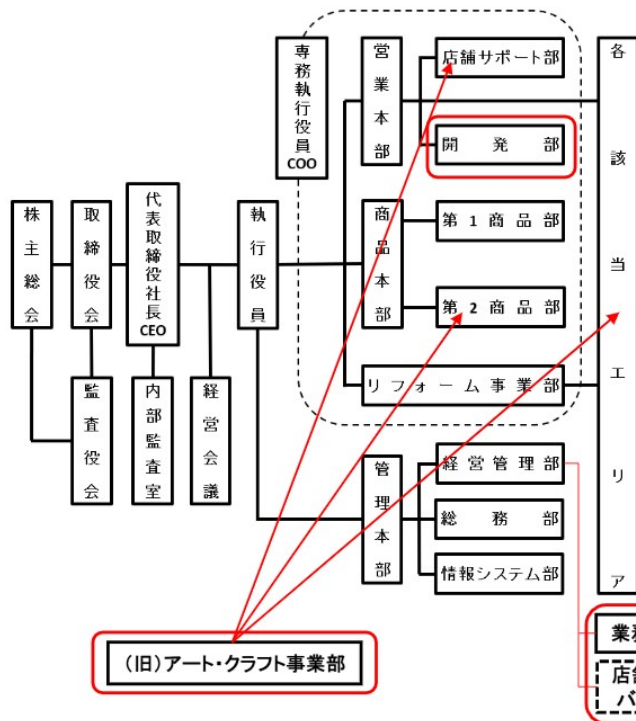 専務執行役員
COO
営業本部
店舗サポート部
開発部
各該当エリア
株主総会
取締役会
代表取締役社長
CEO
執行役員
商品本部
第1商品部
第2商品部
リフォーム事業部
監査役会
内部監査室
経営会議
管理本部
経営管理部
総務部
情報システム部
(旧)アート・クラフト事業部
業務
店舗
バ